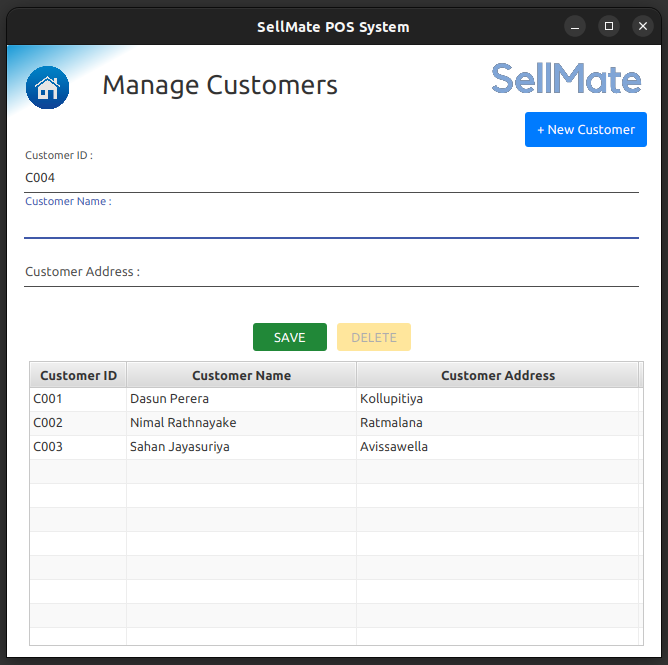 SellMate POS System
Manage Customers
SellMate
+ New Customer
Customer ID :
C004
Customer Name :
Customer Address :
SAVE DELETE
Customer ID Customer Name Customer Address
C001 Dasun Perera Kollupitiya
C002 Nimal Rathnayake Ratmalana
C003 Sahan Jayasuriya Avissawella